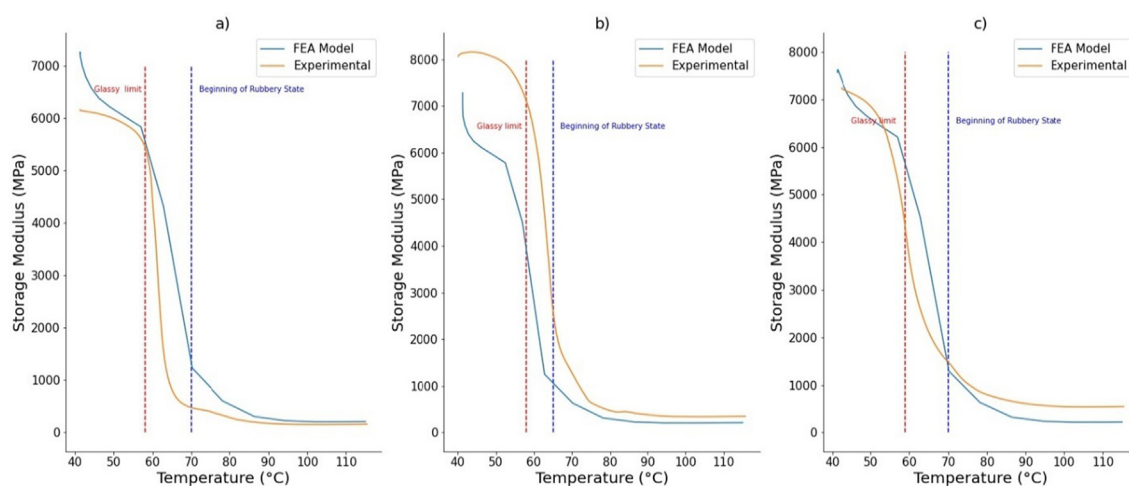 a)
FEA Model
Experimental
Glassy limit
Beginning of Rubbery State
7000
6000
5000
4000
3000
2000
1000
0
Storage Modulus (MPa)
40 50 60 70 80 90 100 110
Temperature (°C)
b)
FEA Model
Experimental
Glassy limit
Beginning of Rubbery State
8000
7000
6000
5000
4000
3000
2000
1000
0
Storage Modulus (MPa)
40 50 60 70 80 90 100 110
Temperature (°C)
c)
FEA Model
Experimental
Glassy limit
Beginning of Rubbery State
8000
7000
6000
5000
4000
3000
2000
1000
0
Storage Modulus (MPa)
40 50 60 70 80 90 100 110
Temperature (°C)